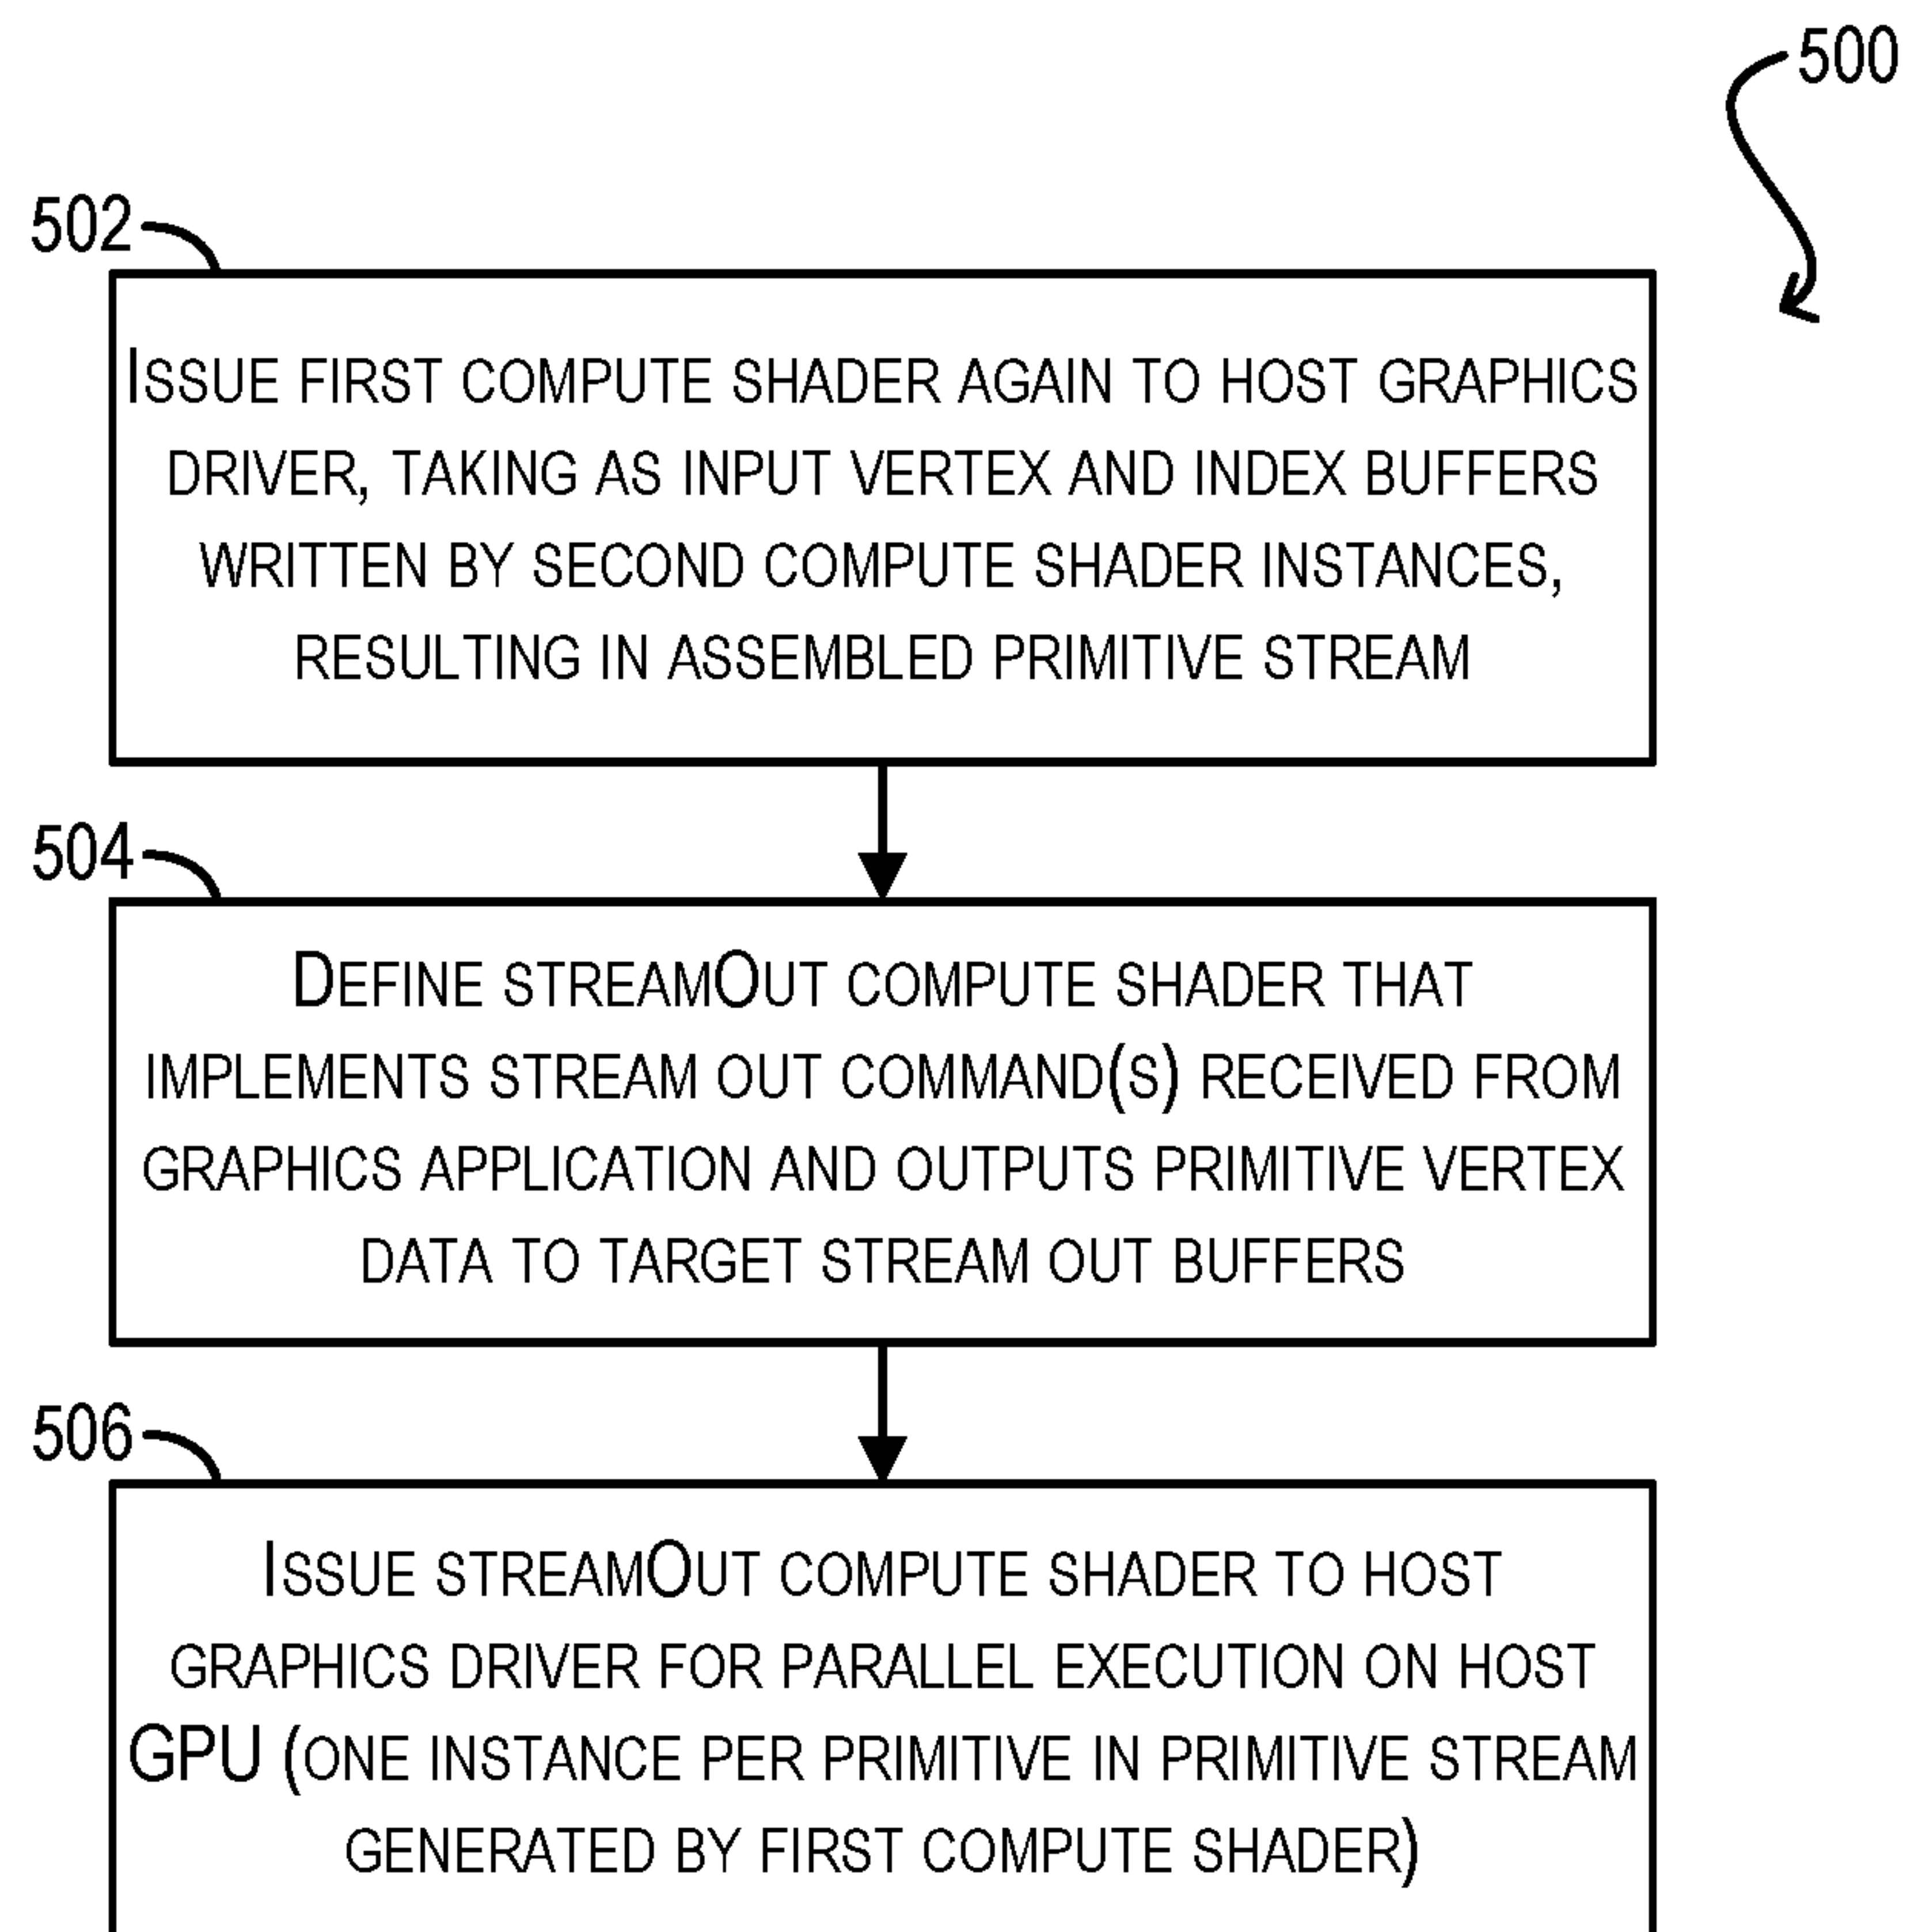 500
502
Issue first compute shader again to host graphics
driver, taking as input vertex and index buffers
written by second compute shader instances,
resulting in assembled primitive stream
504
Define streamOut compute shader that
implements stream out command(s) received from
graphics application and outputs primitive vertex
data to target stream out buffers
506
Issue streamOut compute shader to host
graphics driver for parallel execution on host
GPU (one instance per primitive in primitive stream
generated by first compute shader)